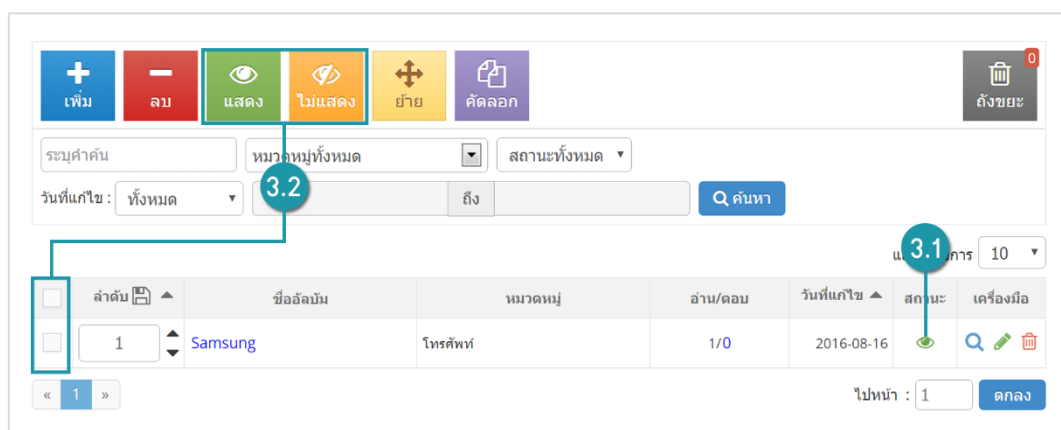 0
เพิ่ม ลบ แสดง ไม่แสดง ย้าย คัดลอก ถังขยะ
ระบุคำค้น หมวดหมู่ทั้งหมด สถานะทั้งหมด
วันที่แก้ไข : ทั้งหมด 3.2 ถึง ค้นหา
3.1 10
ลำดับ ชื่ออัลบัม หมวดหมู่ อ่าน/ตอบ วันที่แก้ไข สถานะ เครื่องมือ
1 Samsung โทรศัพท์ 1/0 2016-08-16
« 1 » ไปหน้า : 1 ตกลง